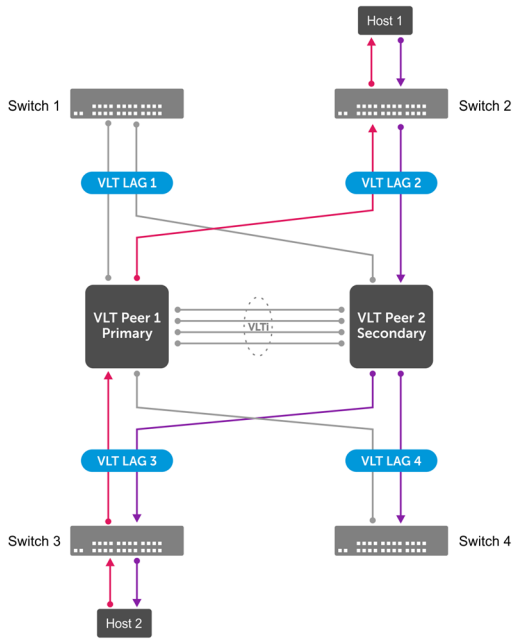 Host 1
Switch 1
Switch 2
VLT LAG 1
VLT LAG 2
VLT Peer 1
Primary
VLTi
VLT Peer 2
Secondary
VLT LAG 3
VLT LAG 4
Switch 3
Switch 4
Host 2